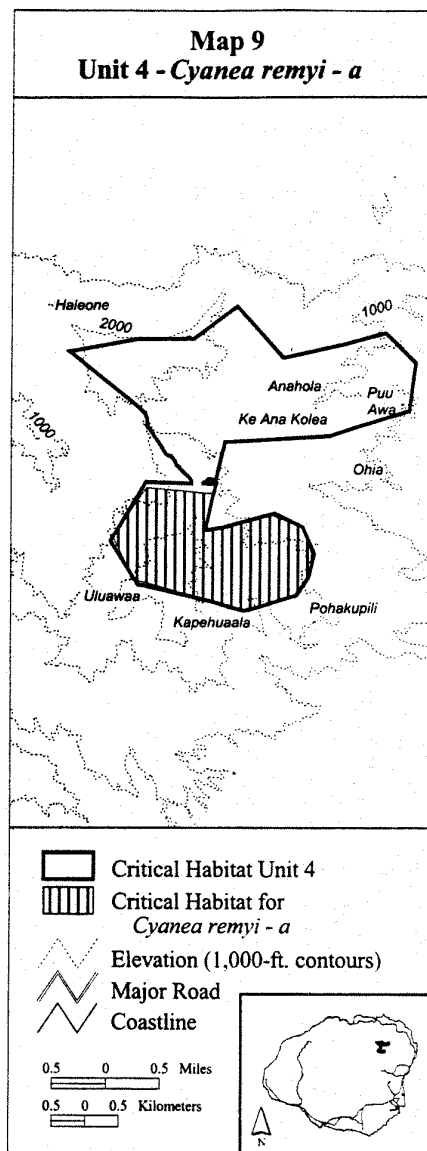 Map 9
Unit 4 - Cyanea remyi - a
Haleone
2000
1000
Anahola
Puu
Awa
Ke Ana Kolea
1000
Ohia
Uluawaa
Kapehuaala
Pohakupili
Critical Habitat Unit 4
Critical Habitat for
Cyanea remyi - a
Elevation (1,000-ft. contours)
Major Road
Coastline
0.5 0 0.5 Miles
0.5 0 0.5 Kilometers
N